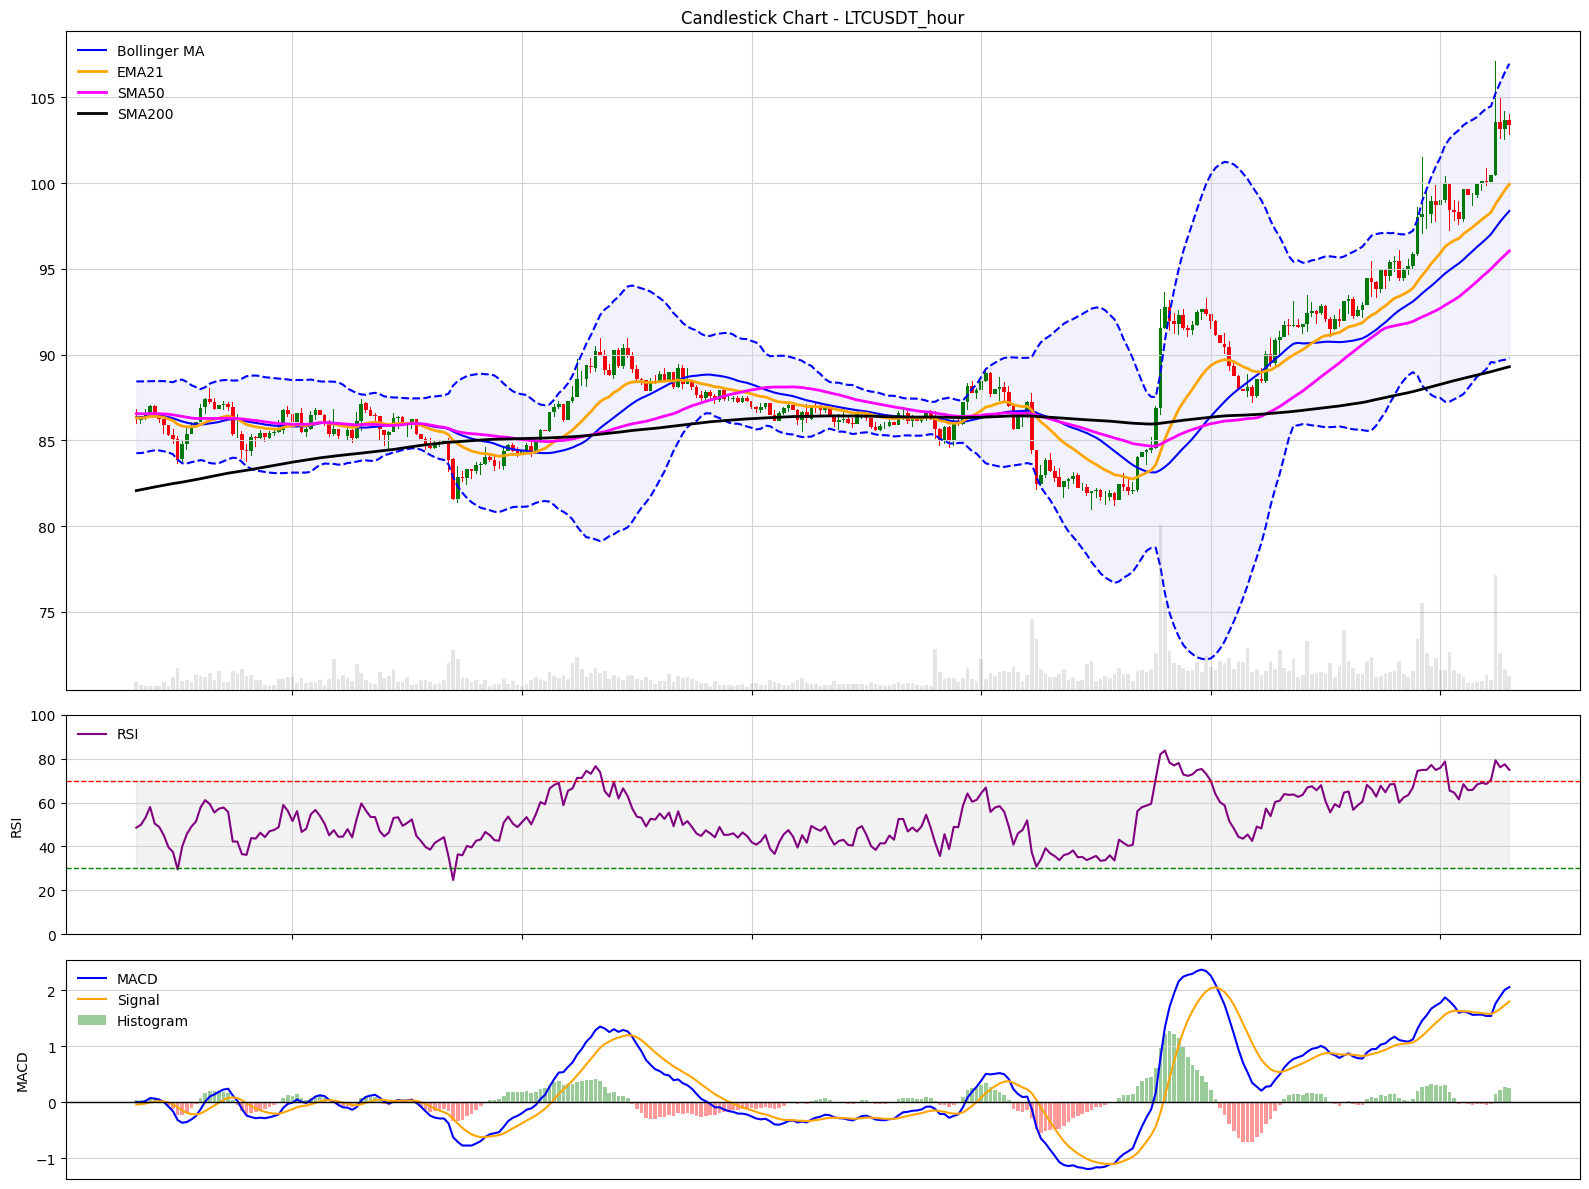 Candlestick Chart - LTCUSDT_hour
Bollinger MA
EMA21
SMA50
SMA200
105
100
95
90
85
80
75
RSI
100
80
60
40
20
0
RSI
MACD
Signal
Histogram
2
1
0
−1
MACD